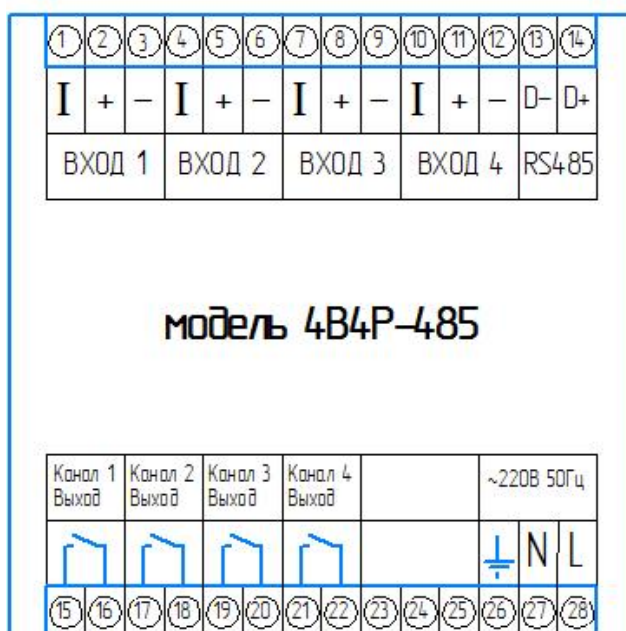 1 2 3 4 5 6 7 8 9 10 11 12 13 14
I + - I + - I + - I + - D- D+
ВХОД 1 ВХОД 2 ВХОД 3 ВХОД 4 RS485
модель 4В4Р-485
Канал 1 Канал 2 Канал 3 Канал 4 ~220В 50Гц
Выход Выход Выход Выход
N L
15 16 17 18 19 20 21 22 23 24 25 26 27 28